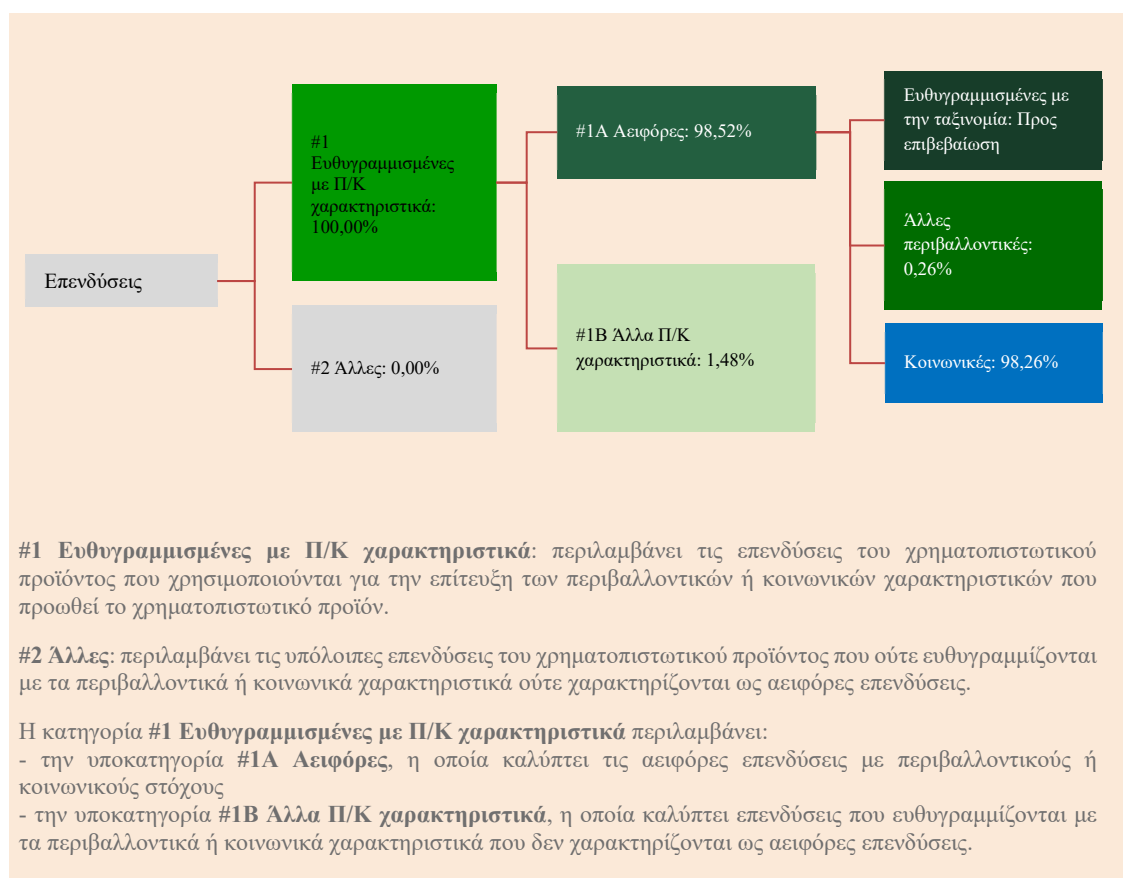 Επενδύσεις
#1
Ευθυγραμμισμένες
με Π/Κ
χαρακτηριστικά:
100,00%
#2 Άλλες: 0,00%
#1Α Αειφόρες: 98,52%
#1Β Άλλα Π/Κ
χαρακτηριστικά: 1,48%
Ευθυγραμμισμένες με
την ταξινομία: Προς
επιβεβαίωση
Άλλες
περιβαλλοντικές:
0,26%
Κοινωνικές: 98,26%
#1 Ευθυγραμμισμένες με Π/Κ χαρακτηριστικά: περιλαμβάνει τις επενδύσεις του χρηματοπιστωτικού
προϊόντος που χρησιμοποιούνται για την επίτευξη των περιβαλλοντικών ή κοινωνικών χαρακτηριστικών που
προωθεί το χρηματοπιστωτικό προϊόν.
#2 Άλλες: περιλαμβάνει τις υπόλοιπες επενδύσεις του χρηματοπιστωτικού προϊόντος που ούτε ευθυγραμμίζονται
με τα περιβαλλοντικά ή κοινωνικά χαρακτηριστικά ούτε χαρακτηρίζονται ως αειφόρες επενδύσεις.
Η κατηγορία #1 Ευθυγραμμισμένες με Π/Κ χαρακτηριστικά περιλαμβάνει:
- την υποκατηγορία #1Α Αειφόρες, η οποία καλύπτει τις αειφόρες επενδύσεις με περιβαλλοντικούς ή
κοινωνικούς στόχους
- την υποκατηγορία #1Β Άλλα Π/Κ χαρακτηριστικά, η οποία καλύπτει επενδύσεις που ευθυγραμμίζονται με
τα περιβαλλοντικά ή κοινωνικά χαρακτηριστικά που δεν χαρακτηρίζονται ως αειφόρες επενδύσεις.